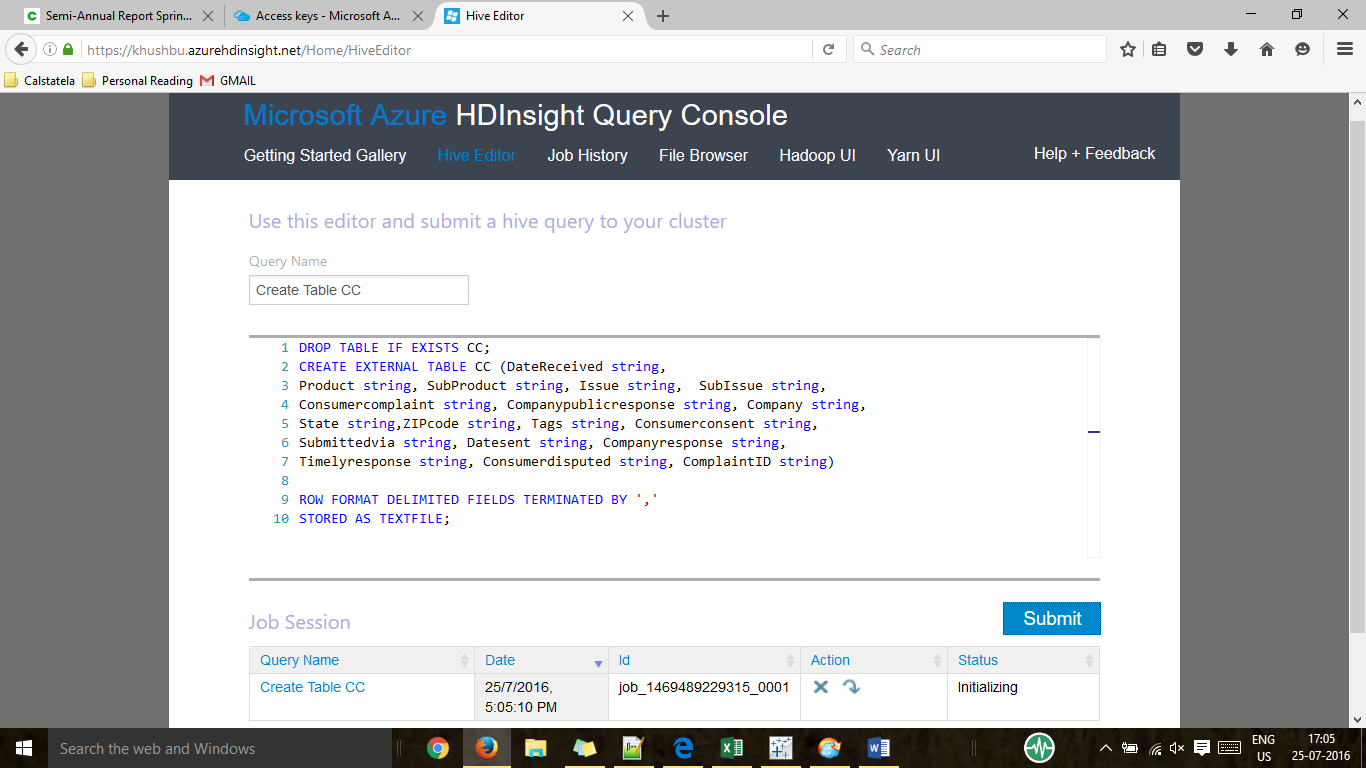 Semi-Annual Report Sprin...
Access keys - Microsoft A...
Hive Editor
https://khushbu.azurehdinsight.net/Home/HiveEditor
Search
Calstatela
Personal Reading
GMAIL
Microsoft Azure HDInsight Query Console
Getting Started Gallery
Hive Editor
Job History
File Browser
Hadoop UI
Yarn UI
Help + Feedback
Use this editor and submit a hive query to your cluster
Query Name
Create Table CC
1 DROP TABLE IF EXISTS CC;
2 CREATE EXTERNAL TABLE CC (DateReceived string,
3 Product string, SubProduct string, Issue string,  SubIssue string,
4 Consumercomplaint string, Companypublicresponse string, Company string,
5 State string,ZIPcode string, Tags string, Consumerconsent string,
6 Submittedvia string, Datesent string, Companyresponse string,
7 Timelyresponse string, Consumerdisputed string, ComplaintID string)
8
9 ROW FORMAT DELIMITED FIELDS TERMINATED BY ','
10 STORED AS TEXTFILE;
Job Session
Submit
Query Name Date Id Action Status
Create Table CC 25/7/2016, job_1469489229315_0001 Initializing
5:05:10 PM
Search the web and Windows
ENG
US
17:05
25-07-2016